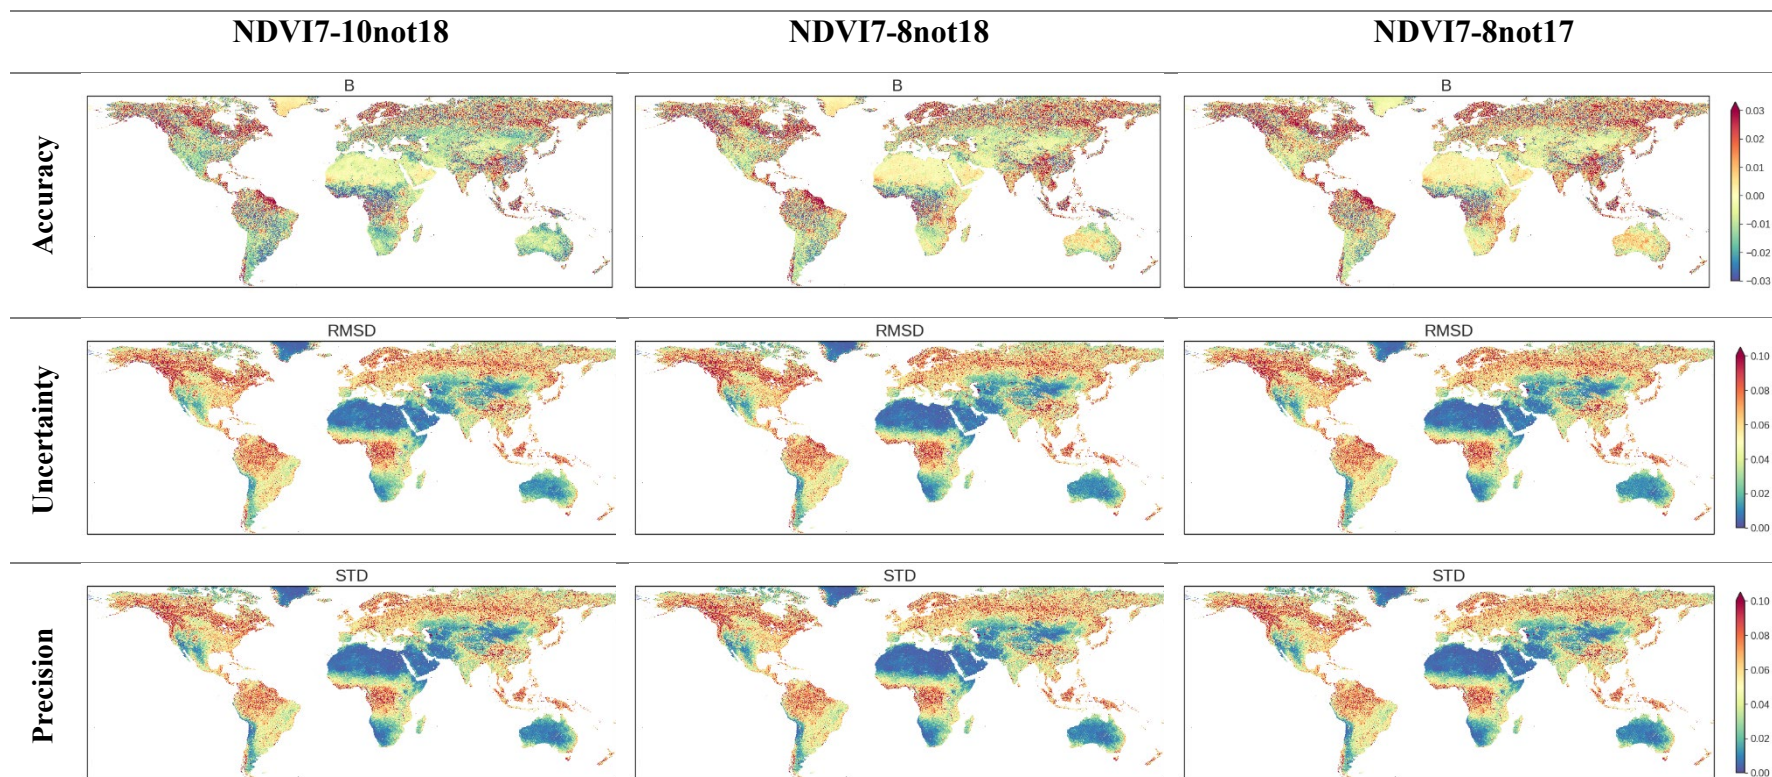 NDVI7-10not18 NDVI7-8not18 NDVI7-8not17
Accuracy
B B B
0.03
0.02
0.01
0.00
−0.01
−0.02
−0.03
Uncertainty
RMSD RMSD RMSD
0.10
0.08
0.06
0.04
0.02
0.00
Precision
STD STD STD
0.10
0.08
0.06
0.04
0.02
0.00